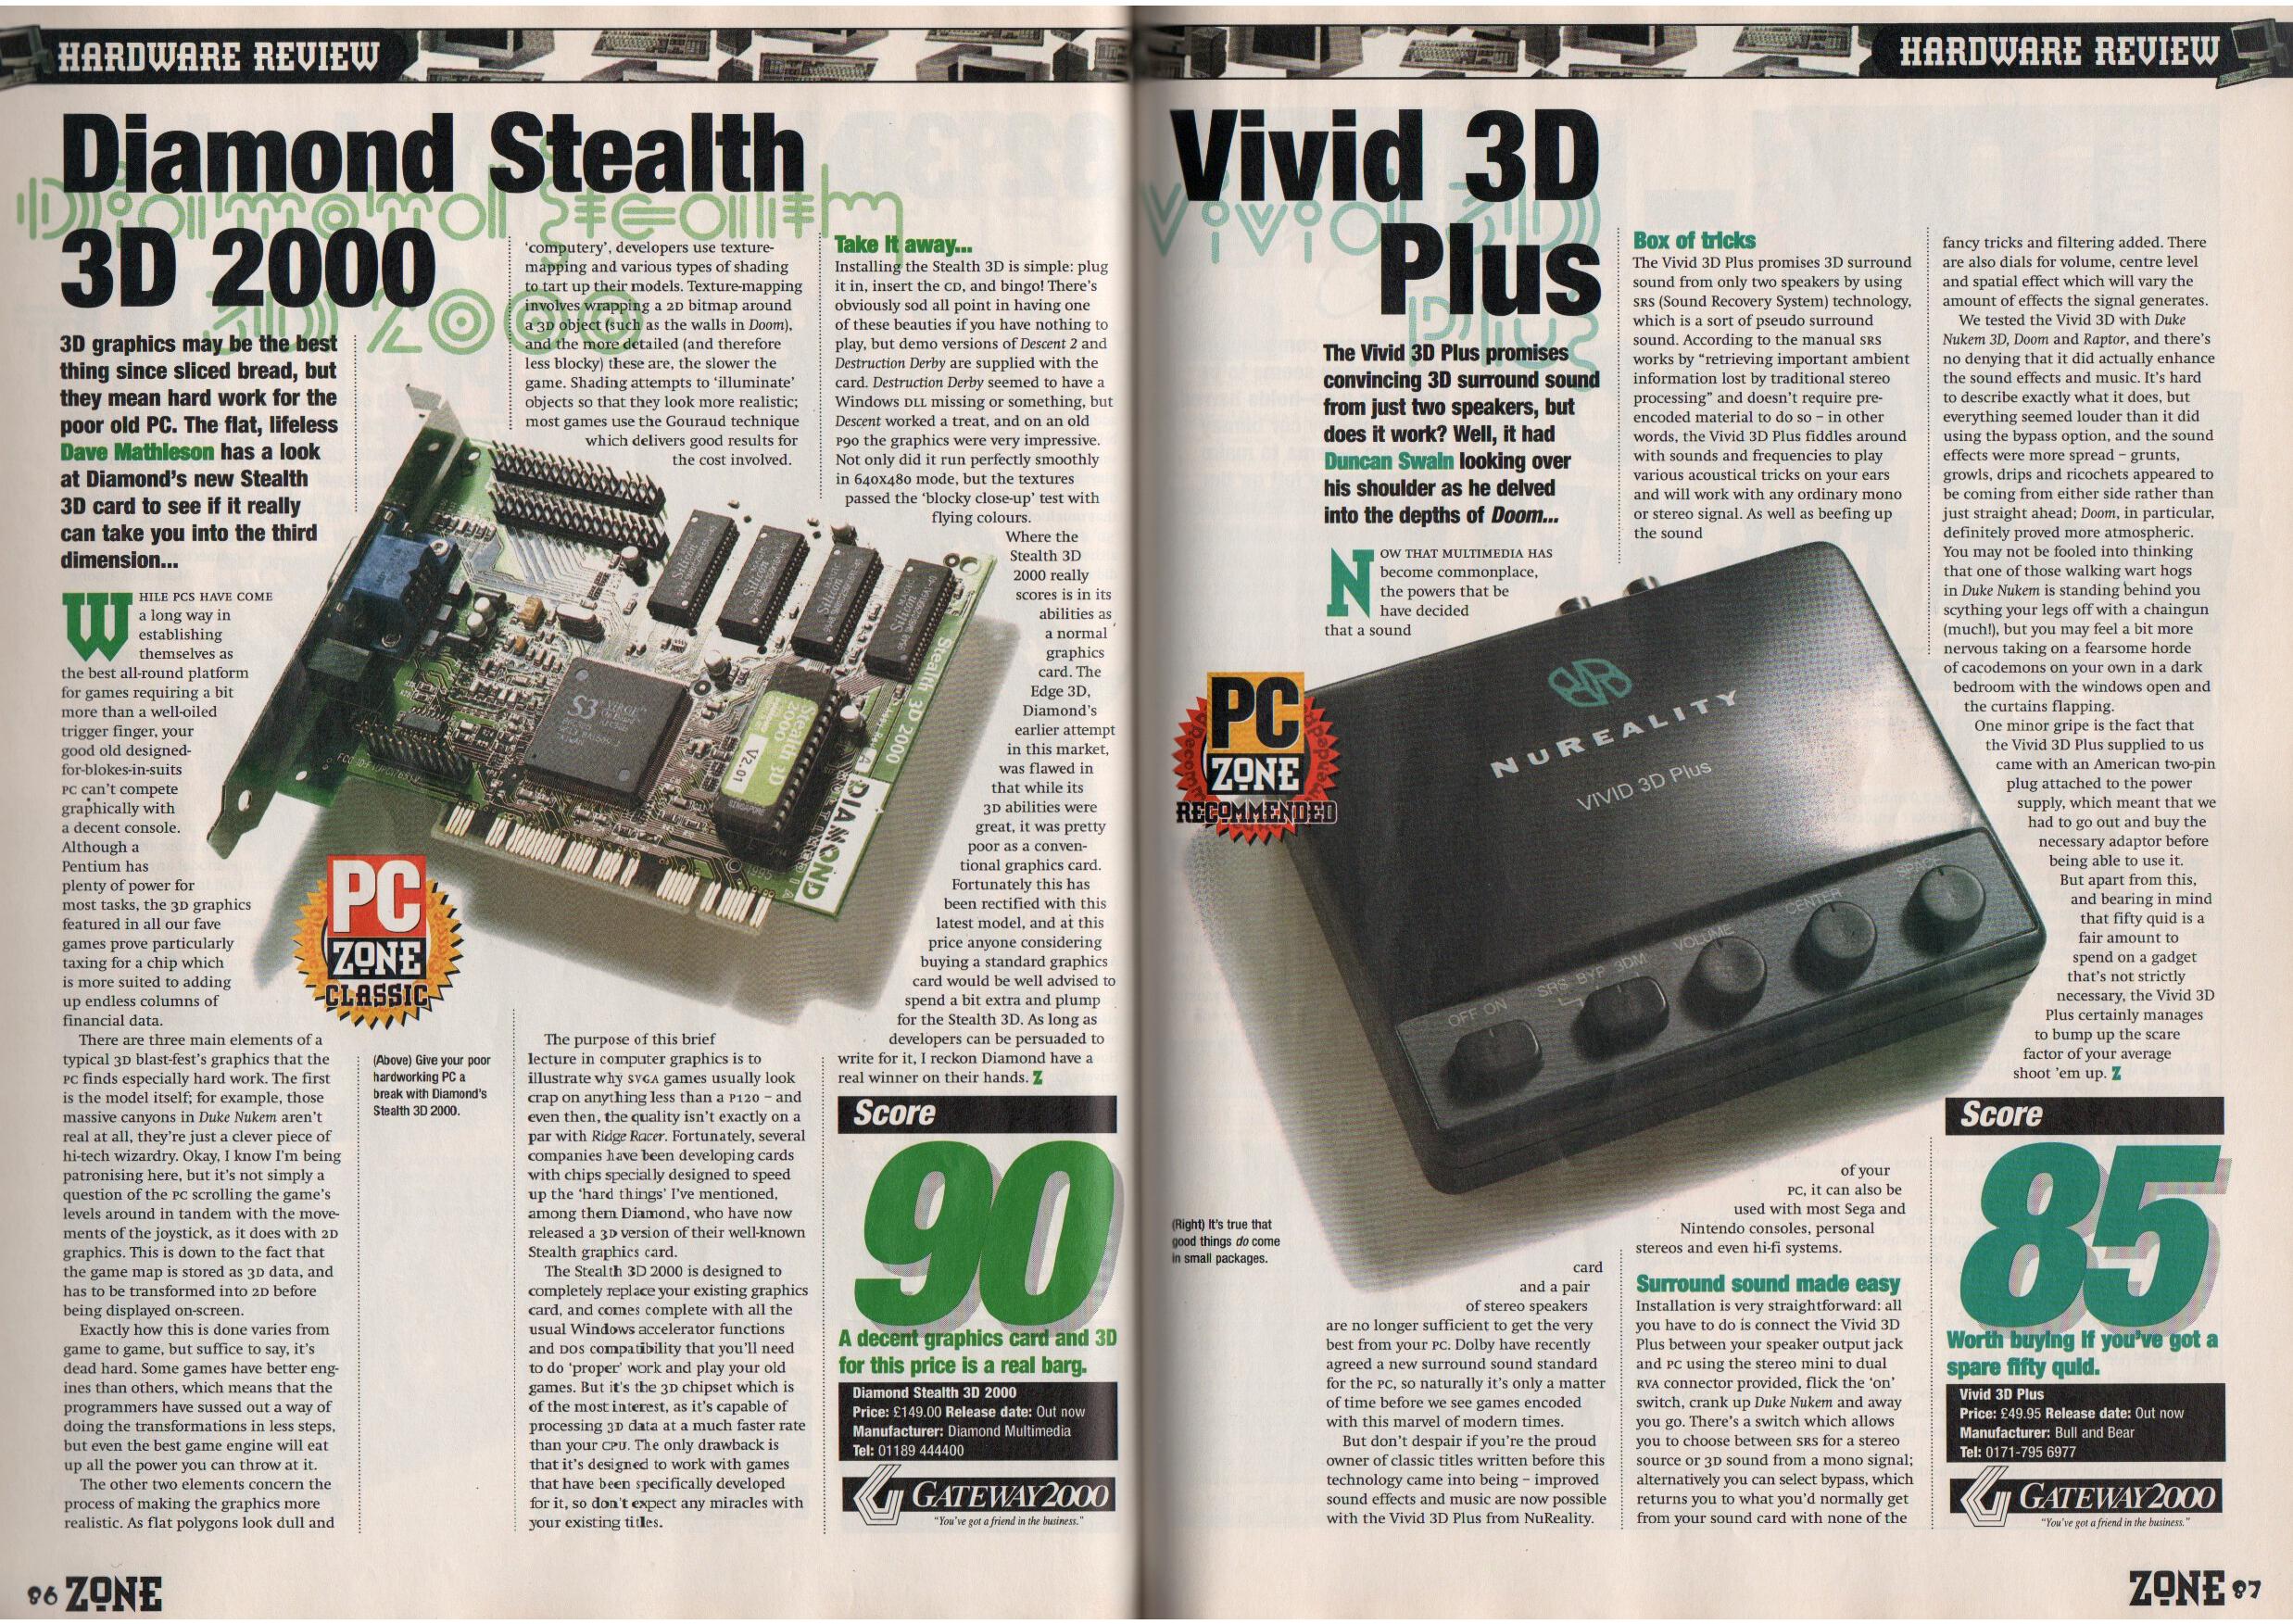 HARDWARE REVIEW
Diamond Stealth
3D 2000
3D graphics may be the best
thing since sliced bread, but
they mean hard work for the
poor old PC. The flat, lifeless
Dave Mathieson has a look
at Diamond's new Stealth
3D card to see if it really
can take you into the third
dimension...
WHILE PCS HAVE COME
a long way in
establishing
themselves as
the best all-round platform
for games requiring a bit
more than a well-oiled
trigger finger, your
good old designed-
for-blokes-in-suits
PC can't compete
graphically with
a decent console.
Although a
Pentium has
plenty of power for
most tasks, the 3D graphics
featured in all our fave
games prove particularly
taxing for a chip which
is more suited to adding
up endless columns of
financial data.
There are three main elements of a
typical 3D blast-fest's graphics that the
PC finds especially hard work. The first
is the model itself; for example, those
massive canyons in Duke Nukem aren't
real at all, they're just a clever piece of
hi-tech wizardry. Okay, I know I'm being
patronising here, but it's not simply a
question of the PC scrolling the game's
levels around in tandem with the move-
ments of the joystick, as it does with 2D
graphics. This is down to the fact that
the game map is stored as 3D data, and
has to be transformed into 2D before
being displayed on-screen.
Exactly how this is done varies from
game to game, but suffice to say, it's
dead hard. Some games have better eng-
ines than others, which means that the
programmers have sussed out a way of
doing the transformations in less steps,
but even the best game engine will eat
up all the power you can throw at it.
The other two elements concern the
process of making the graphics more
realistic. As flat polygons look dull and
'computery', developers use texture-
mapping and various types of shading
to tart up their models. Texture-mapping
involves wrapping a 2D bitmap around
a 3D object (such as the walls in Doom),
and the more detailed (and therefore
less blocky) these are, the slower the
game. Shading attempts to 'illuminate'
objects so that they look more realistic;
most games use the Gouraud technique
which delivers good results for
the cost involved.
PC
ZONE
CLASSIC
(Above) Give your poor
hardworking PC a
break with Diamond's
Stealth 3D 2000.
The purpose of this brief
lecture in computer graphics is to
illustrate why SVGA games usually look
crap on anything less than a P120 – and
even then, the quality isn't exactly on a
par with Ridge Racer. Fortunately, several
companies have been developing cards
with chips specially designed to speed
up the 'hard things' I've mentioned,
among them Diamond, who have now
released a 3D version of their well-known
Stealth graphics card.
The Stealth 3D 2000 is designed to
completely replace your existing graphics
card, and comes complete with all the
usual Windows accelerator functions
and DOS compatibility that you'll need
to do 'proper' work and play your old
games. But it's the 3D chipset which is
of the most interest, as it's capable of
processing 3D data at a much faster rate
than your CPU. The only drawback is
that it's designed to work with games
that have been specifically developed
for it, so don't expect any miracles with
your existing titles.
Take it away...
Installing the Stealth 3D is simple: plug
it in, insert the CD, and bingo! There's
obviously sod all point in having one
of these beauties if you have nothing to
play, but demo versions of Descent 2 and
Destruction Derby are supplied with the
card. Destruction Derby seemed to have a
Windows DLL missing or something, but
Descent worked a treat, and on an old
P90 the graphics were very impressive.
Not only did it run perfectly smoothly
in 640x480 mode, but the textures
passed the 'blocky close-up' test with
flying colours.
Where the
Stealth 3D
2000 really
scores is in its
abilities as
a normal
graphics
card. The
Edge 3D,
Diamond's
earlier attempt
in this market,
was flawed in
that while its
3D abilities were
great, it was pretty
poor as a conven-
tional graphics card.
Fortunately this has
been rectified with this
latest model, and at this
price anyone considering
buying a standard graphics
card would be well advised to
spend a bit extra and plump
for the Stealth 3D. As long as
developers can be persuaded to
write for it, I reckon Diamond have a
real winner on their hands. Z
S3
Stealth 3D
2000
V2.01
Stealth 3D 2000
DIAMOND
Score
90
A decent graphics card and 3D
for this price is a real barg.
Diamond Stealth 3D 2000
Price: £149.00 Release date: Out now
Manufacturer: Diamond Multimedia
Tel: 01189 444400
GATEWAY2000
"You've got a friend in the business."
86 ZONE
HARDWARE REVIEW
Vivid 3D
Plus
The Vivid 3D Plus promises
convincing 3D surround sound
from just two speakers, but
does it work? Well, it had
Duncan Swain looking over
his shoulder as he delved
into the depths of Doom...
NOW THAT MULTIMEDIA HAS
become commonplace,
the powers that be
have decided
that a sound
card
and a pair
of stereo speakers
are no longer sufficient to get the very
best from your PC. Dolby have recently
agreed a new surround sound standard
for the PC, so naturally it's only a matter
of time before we see games encoded
with this marvel of modern times.
But don't despair if you're the proud
owner of classic titles written before this
technology came into being – improved
sound effects and music are now possible
with the Vivid 3D Plus from NuReality.
PC
ZONE
RECOMMENDED
(Right) It's true that
good things do come
in small packages.
Box of tricks
The Vivid 3D Plus promises 3D surround
sound from only two speakers by using
SRS (Sound Recovery System) technology,
which is a sort of pseudo surround
sound. According to the manual SRS
works by "retrieving important ambient
information lost by traditional stereo
processing" and doesn't require pre-
encoded material to do so – in other
words, the Vivid 3D Plus fiddles around
with sounds and frequencies to play
various acoustical tricks on your ears
and will work with any ordinary mono
or stereo signal. As well as beefing up
the sound
of your
PC, it can also be
used with most Sega and
Nintendo consoles, personal
stereos and even hi-fi systems.
Surround sound made easy
Installation is very straightforward: all
you have to do is connect the Vivid 3D
Plus between your speaker output jack
and PC using the stereo mini to dual
RVA connector provided, flick the 'on'
switch, crank up Duke Nukem and away
you go. There's a switch which allows
you to choose between SRS for a stereo
source or 3D sound from a mono signal;
alternatively you can select bypass, which
returns you to what you'd normally get
from your sound card with none of the
fancy tricks and filtering added. There
are also dials for volume, centre level
and spatial effect which will vary the
amount of effects the signal generates.
We tested the Vivid 3D with Duke
Nukem 3D, Doom and Raptor, and there's
no denying that it did actually enhance
the sound effects and music. It's hard
to describe exactly what it does, but
everything seemed louder than it did
using the bypass option, and the sound
effects were more spread – grunts,
growls, drips and ricochets appeared to
be coming from either side rather than
just straight ahead; Doom, in particular,
definitely proved more atmospheric.
You may not be fooled into thinking
that one of those walking wart hogs
in Duke Nukem is standing behind you
scything your legs off with a chaingun
(much!), but you may feel a bit more
nervous taking on a fearsome horde
of cacodemons on your own in a dark
bedroom with the windows open and
the curtains flapping.
One minor gripe is the fact that
the Vivid 3D Plus supplied to us
came with an American two-pin
plug attached to the power
supply, which meant that we
had to go out and buy the
necessary adaptor before
being able to use it.
But apart from this,
and bearing in mind
that fifty quid is a
fair amount to
spend on a gadget
that's not strictly
necessary, the Vivid 3D
Plus certainly manages
to bump up the scare
factor of your average
shoot 'em up. Z
NUREALITY
VIVID 3D Plus
OFF ON
SRS BYP 3DM
VOLUME
CENTER
SPACE
Score
85
Worth buying if you've got a
spare fifty quid.
Vivid 3D Plus
Price: £49.95 Release date: Out now
Manufacturer: Bull and Bear
Tel: 0171-795 6977
GATEWAY2000
"You've got a friend in the business."
ZONE 87